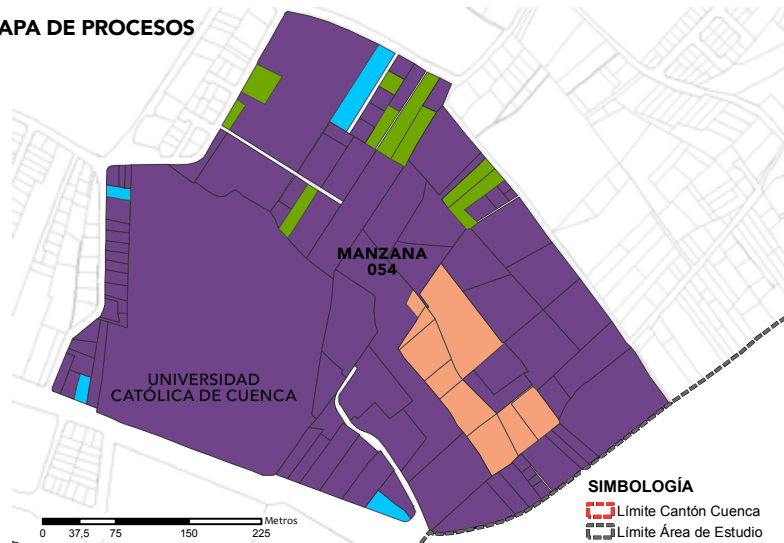 APA DE PROCESOS
MANZANA
054
UNIVERSIDAD
CATÓLICA DE CUENCA
SIMBOLOGÍA
Límite Cantón Cuenca
Límite Área de Estudio
Metros
0 37,5 75 150 225